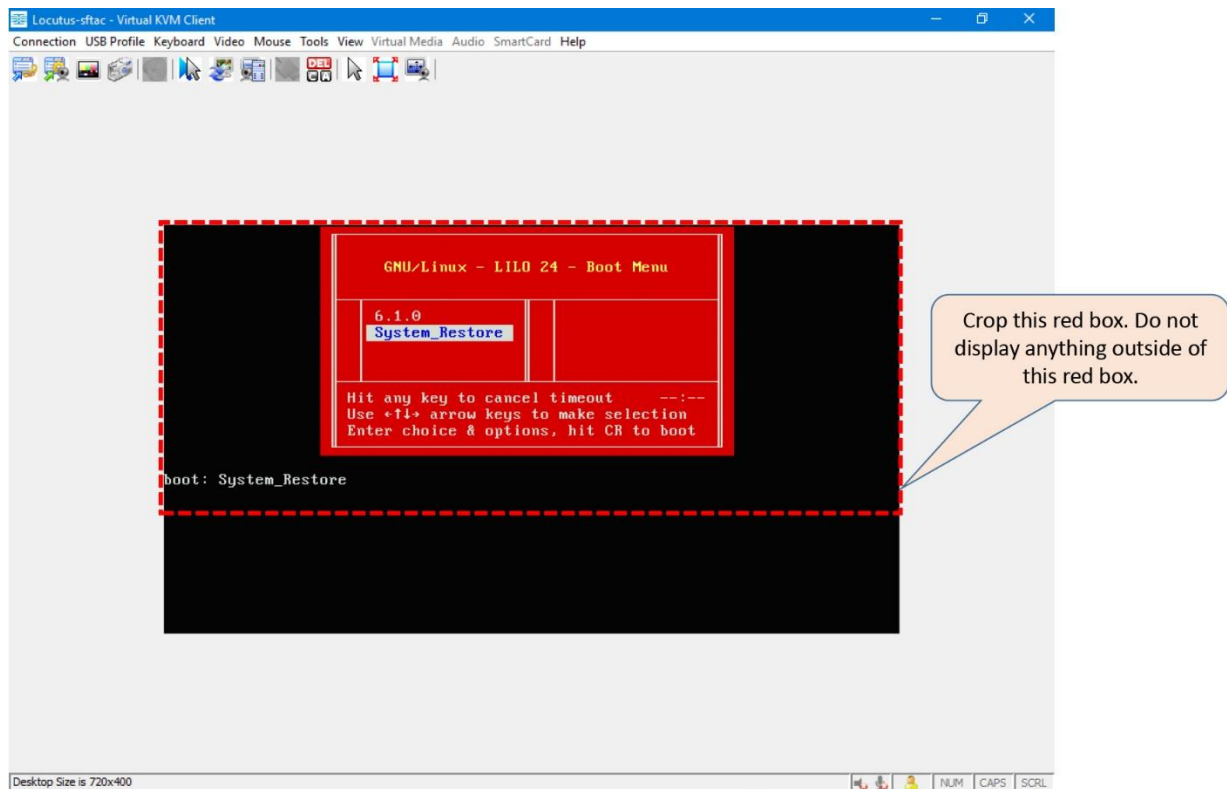 Locutus-sftac - Virtual KVM Client
Connection USB Profile Keyboard Video Mouse Tools View Virtual Media Audio SmartCard Help
DEL
GNU/Linux - LILO 24 - Boot Menu
6.1.0
System_Restore
Hit any key to cancel timeout --:--
Use ←↑↓→ arrow keys to make selection
Enter choice & options, hit CR to boot
boot: System_Restore
Crop this red box. Do not
display anything outside of
this red box.
Desktop Size is 720x400
NUM CAPS SCRL